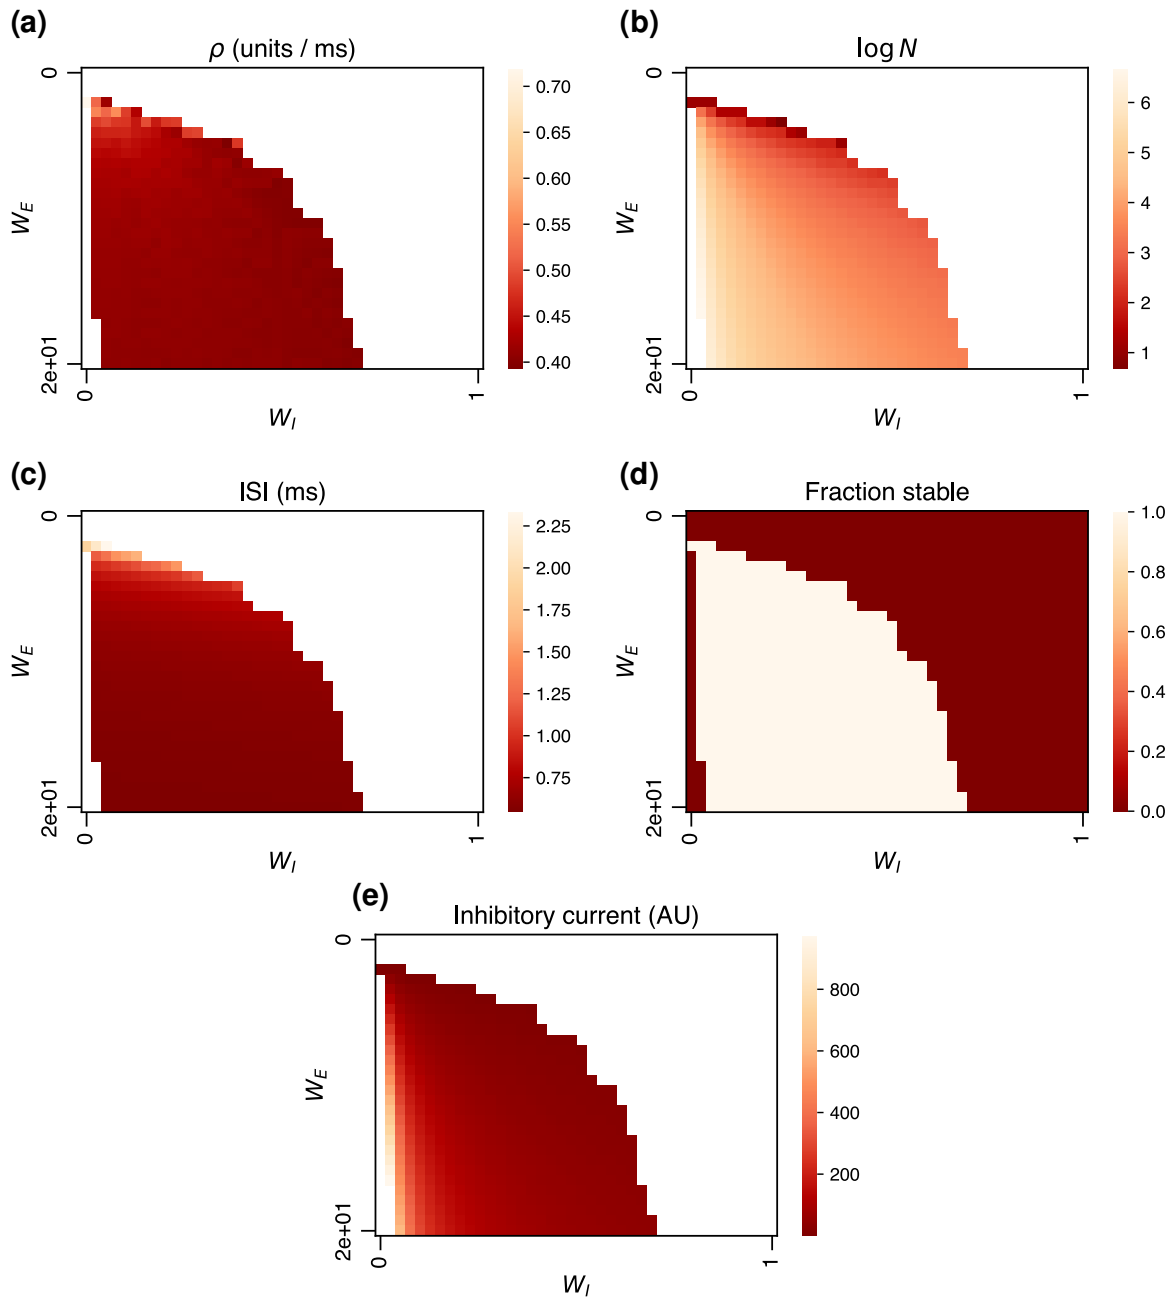 (a)
ρ (units / ms)
0
2e+01
W_E
0
1
W_I
0.70
0.65
0.60
0.55
0.50
0.45
0.40
(b)
log N
0
2e+01
W_E
0
1
W_I
6
5
4
3
2
1
(c)
ISI (ms)
0
2e+01
W_E
0
1
W_I
2.25
2.00
1.75
1.50
1.25
1.00
0.75
(d)
Fraction stable
0
2e+01
W_E
0
1
W_I
1.0
0.8
0.6
0.4
0.2
0.0
(e)
Inhibitory current (AU)
0
2e+01
W_E
0
1
W_I
800
600
400
200